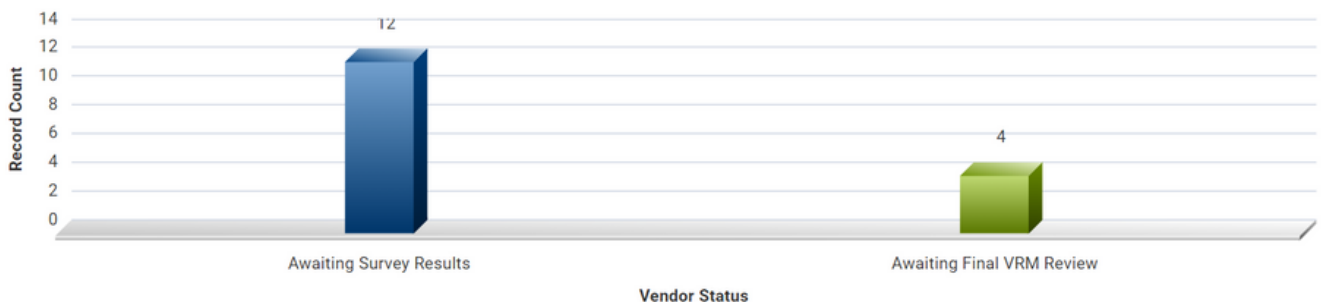 14
12
10
8
6
4
2
0
Record Count
12
4
Awaiting Survey Results
Awaiting Final VRM Review
Vendor Status